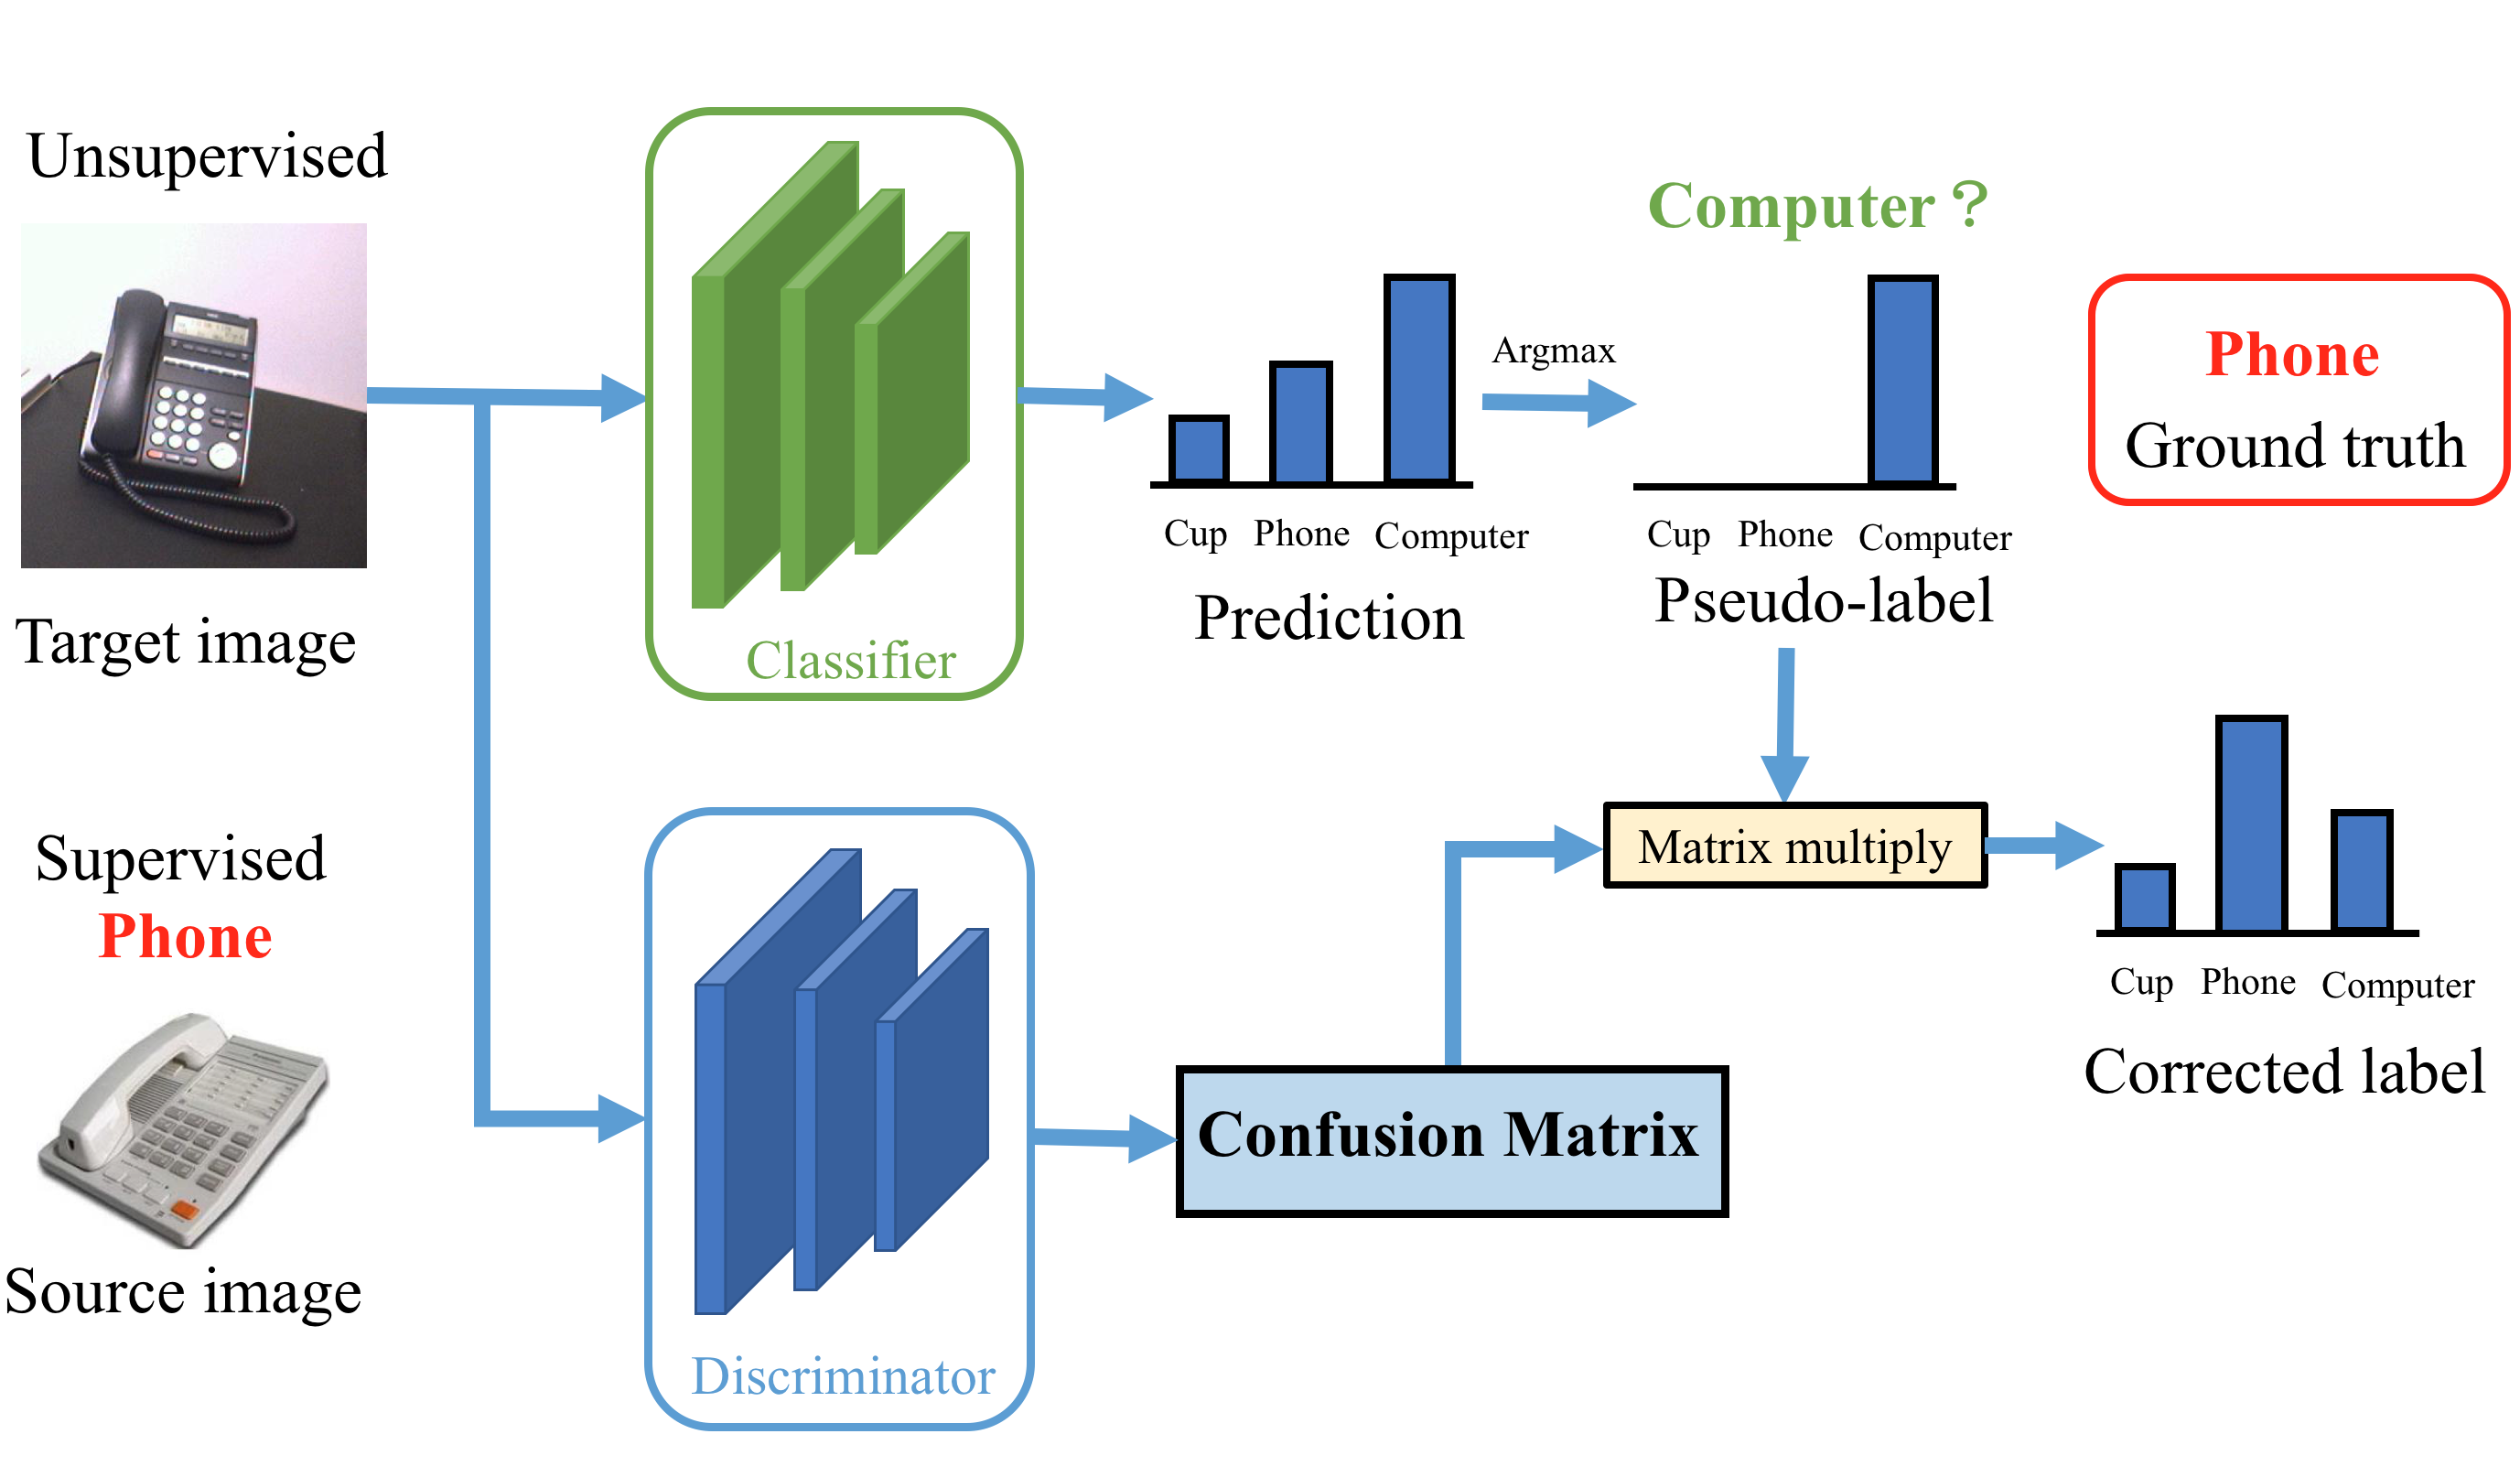 Unsupervised
Target image
Supervised
Phone
Source image
Classifier
Discriminator
Cup Phone Computer
Prediction
Argmax
Computer ?
Cup Phone Computer
Pseudo-label
Phone
Ground truth
Matrix multiply
Confusion Matrix
Cup Phone Computer
Corrected label